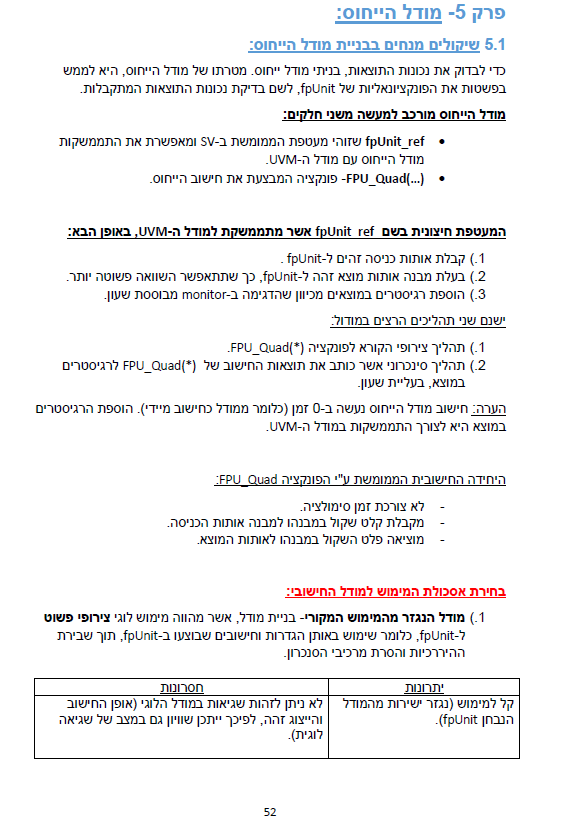 פרק 5- מודל הייחוס:
5.1 שיקולים מנחים בבניית מודל הייחוס:
כדי לבדוק את נכונות התוצאות, בניתי מודל ייחוס. מטרתו של מודל הייחוס, היא לממש
בפשטות את הפונקציונאליות של fpUnit, לשם בדיקת נכונות התוצאות המתקבלות.
מודל הייחוס מורכב למעשה משני חלקים:
• fpUnit_ref שזוהי מעטפת הממומשת ב-SV ומאפשרת את התממשקות
מודל הייחוס עם מודל ה-UVM.
• FPU_Quad(...)- פונקציה המבצעת את חישוב הייחוס.
המעטפת חיצונית בשם fpUnit_ref אשר מתממשקת למודל ה-UVM, באופן הבא:
1.) קבלת אותות כניסה זהים ל-fpUnit .
2.) בעלת מבנה אותות מוצא זהה ל-fpUnit, כך שתתאפשר השוואה פשוטה יותר.
3.) הוספת רגיסטרים במוצאים מכיוון שהדגימה ב-monitor מבוססת שעון.
ישנם שני תהליכים הרצים במודול:
1.) תהליך צירופי הקורא לפונקציה FPU_Quad(*).
2.) תהליך סינכרוני אשר כותב את תוצאות החישוב של FPU_Quad(*) לרגיסטרים
במוצא, בעליית שעון.
הערה: חישוב מודל הייחוס נעשה ב-0 זמן (כלומר ממודל כחישוב מיידי). הוספת הרגיסטרים
במוצא היא לצורך התממשקות במודל ה-UVM.
היחידה החישובית הממומשת ע"י הפונקציה FPU_Quad:
- לא צורכת זמן סימולציה.
- מקבלת קלט שקול במבנהו למבנה אותות הכניסה.
- מוציאה פלט השקול במבנהו לאותות המוצא.
בחירת אסכולת המימוש למודל החישובי:
1.) מודל הנגזר מהמימוש המקורי- בניית מודל, אשר מהווה מימוש לוגי צירופי פשוט
ל-fpUnit, כלומר שימוש באותן הגדרות וחישובים שבוצעו ב-fpUnit, תוך שבירת
ההיררכיות והסרת מרכיבי הסנכרון.
יתרונות
קל למימוש (נגזר ישירות מהמודל
הנבחן fpUnit).
חסרונות
לא ניתן לזהות שגיאות במודל הלוגי (אופן החישוב
והייצוג זהה, לפיכך ייתכן שוויון גם במצב של שגיאה
לוגית).
52